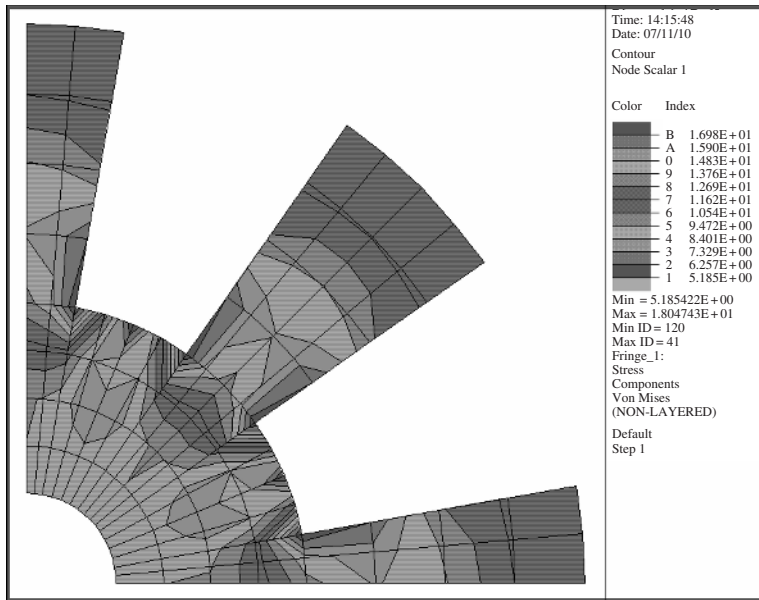 Time: 14:15:48
Date: 07/11/10
Contour
Node Scalar 1
Color Index
B 1.698E+01
A 1.590E+01
0 1.483E+01
9 1.376E+01
8 1.269E+01
7 1.162E+01
6 1.054E+01
5 9.472E+00
4 8.401E+00
3 7.329E+00
2 6.257E+00
1 5.185E+00
Min = 5.185422E+00
Max = 1.804743E+01
Min ID = 120
Max ID = 41
Fringe_1:
Stress
Components
Von Mises
(NON-LAYERED)
Default
Step 1